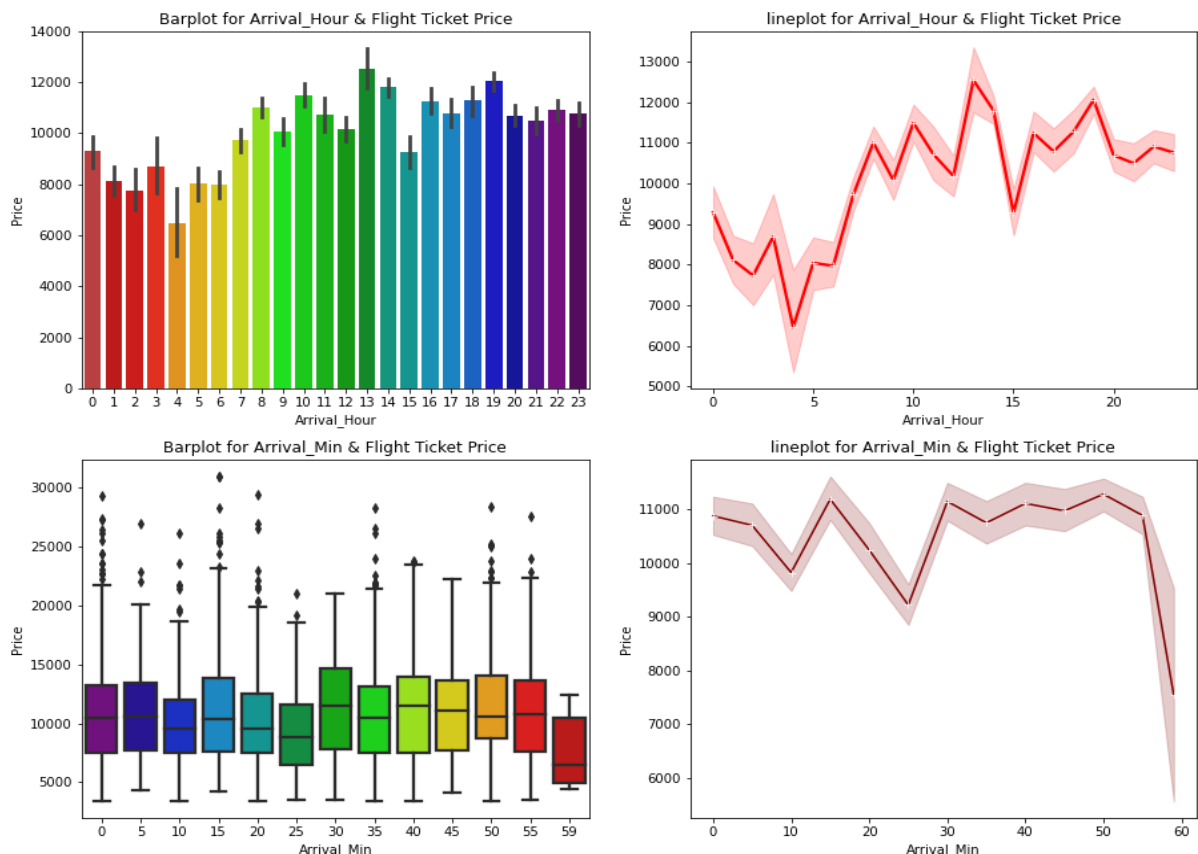 Barplot for Arrival_Hour & Flight Ticket Price
14000
12000
10000
8000
6000
4000
2000
0
Price
0 1 2 3 4 5 6 7 8 9 10 11 12 13 14 15 16 17 18 19 20 21 22 23
Arrival_Hour
lineplot for Arrival_Hour & Flight Ticket Price
13000
12000
11000
10000
9000
8000
7000
6000
5000
Price
0 5 10 15 20
Arrival_Hour
Barplot for Arrival_Min & Flight Ticket Price
30000
25000
20000
15000
10000
5000
Price
0 5 10 15 20 25 30 35 40 45 50 55 59
Arrival_Min
lineplot for Arrival_Min & Flight Ticket Price
11000
10000
9000
8000
7000
6000
Price
0 10 20 30 40 50 60
Arrival_Min